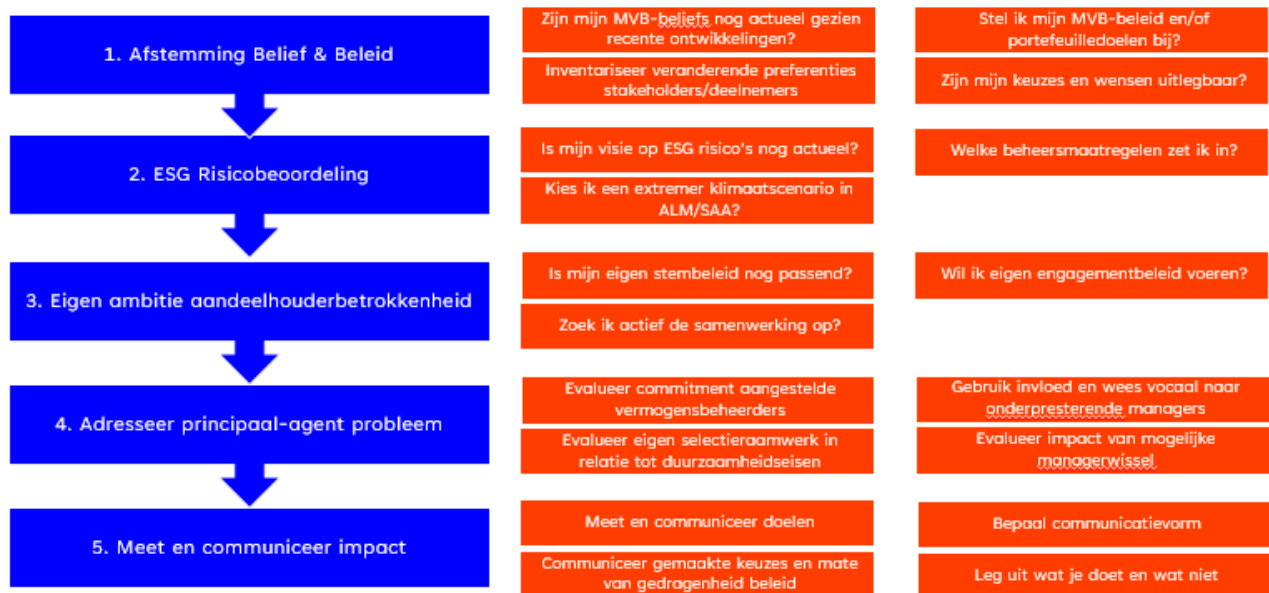 1. Afstemming Belief & Beleid
Zijn mijn MVB-beliefs nog actueel gezien
recente ontwikkelingen?
Stel ik mijn MVB-beleid en/of
portefeuilledoelen bij?
Inventariseer veranderende preferenties
stakeholders/deelnemers
Zijn mijn keuzes en wensen uitlegbaar?
2. ESG Risicobeoordeling
Is mijn visie op ESG risico's nog actueel?
Welke beheersmaatregelen zet ik in?
Kies ik een extremer klimaatscenario in
ALM/SAA?
3. Eigen ambitie aandeelhouderbetrokkenheid
Is mijn eigen stembeleid nog passend?
Wil ik eigen engagementbeleid voeren?
Zoek ik actief de samenwerking op?
4. Adresseer principaal-agent probleem
Evalueer commitment aangestelde
vermogensbeheerders
Gebruik invloed en wees vocaal naar
onderpresterende managers
Evalueer eigen selectieraamwerk in
relatie tot duurzaamheidseisen
Evalueer impact van mogelijke
managerwissel
5. Meet en communiceer impact
Meet en communiceer doelen
Bepaal communicatievorm
Communiceer gemaakte keuzes en mate
van gedragenheid beleid
Leg uit wat je doet en wat niet